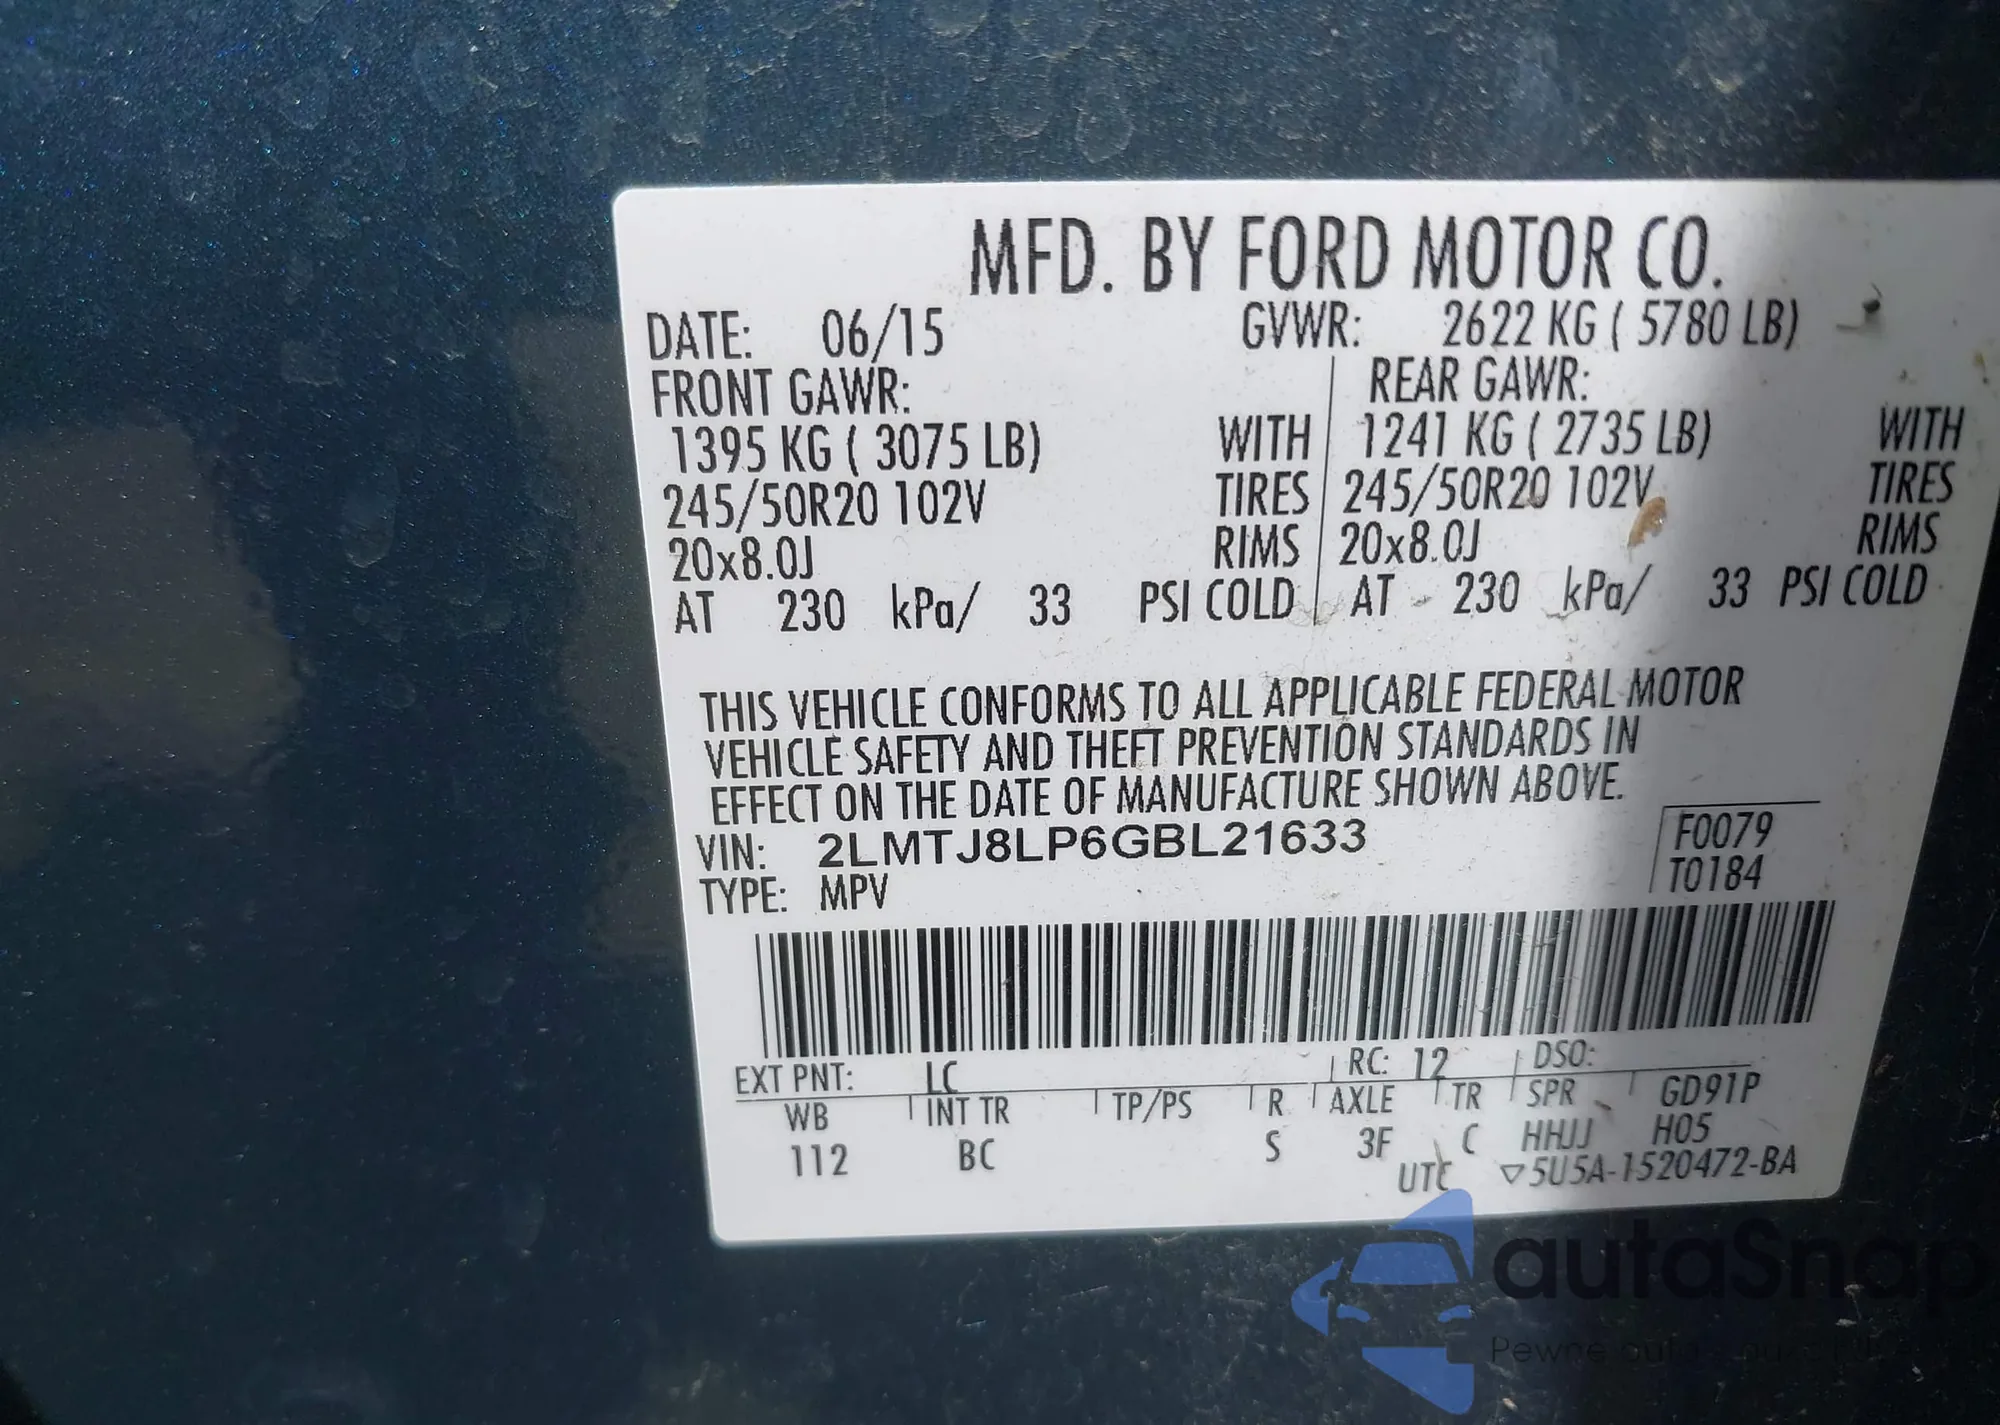 MFD. BY FORD MOTOR CO.
DATE: 06/15 GVWR: 2622 KG ( 5780 LB)
FRONT GAWR: REAR GAWR:
1395 KG ( 3075 LB) WITH 1241 KG ( 2735 LB) WITH
245/50R20 102V TIRES 245/50R20 102V TIRES
20x8.0J RIMS 20x8.0J RIMS
AT 230 kPa/ 33 PSI COLD AT 230 kPa/ 33 PSI COLD
THIS VEHICLE CONFORMS TO ALL APPLICABLE FEDERAL MOTOR
VEHICLE SAFETY AND THEFT PREVENTION STANDARDS IN
EFFECT ON THE DATE OF MANUFACTURE SHOWN ABOVE.
VIN: 2LMTJ8LP6GBL21633 F0079
TYPE: MPV T0184
EXT PNT: LC RC: 12 DSO:
WB INT TR TP/PS R AXLE TR SPR GD91P
112 BC S 3F C HHJJ H05
UTC ▽5U5A-1520472-BA
autoSnap
Pewne auta